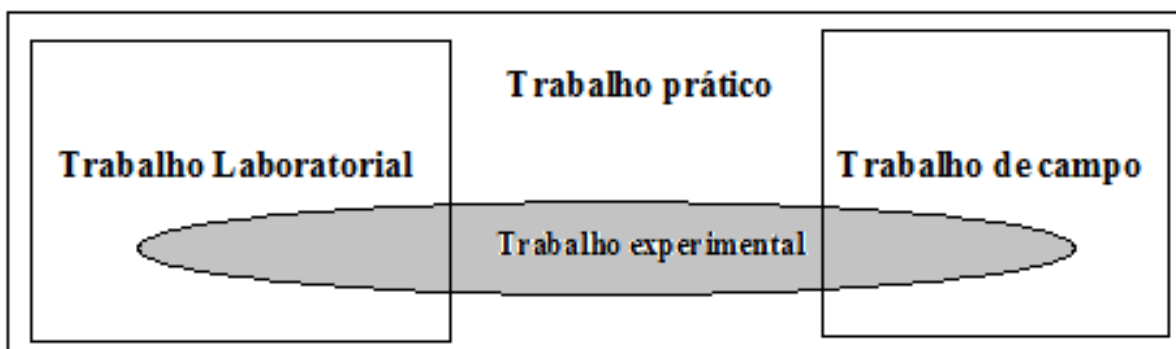 Trabalho prático
Trabalho Laboratorial
Trabalho de campo
Trabalho experimental